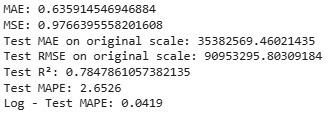 MAE: 0.635914546946884
MSE: 0.9766395558201608
Test MAE on original scale: 35382569.46021435
Test RMSE on original scale: 90953295.80309184
Test R²: 0.7847861057382135
Test MAPE: 2.6526
Log - Test MAPE: 0.0419